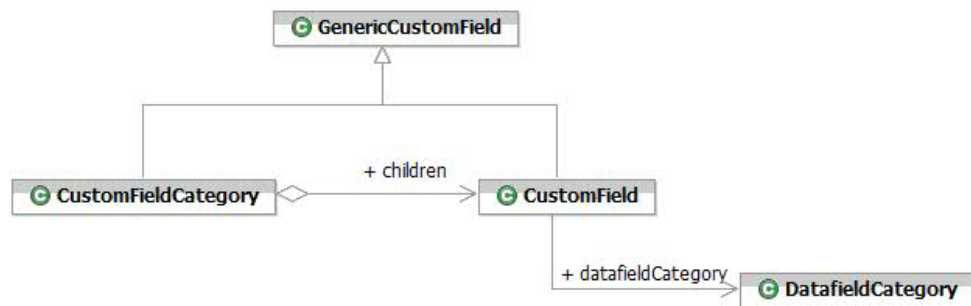 GenericCustomField
+ children
CustomFieldCategory
CustomField
+ datafieldCategory
DatafieldCategory